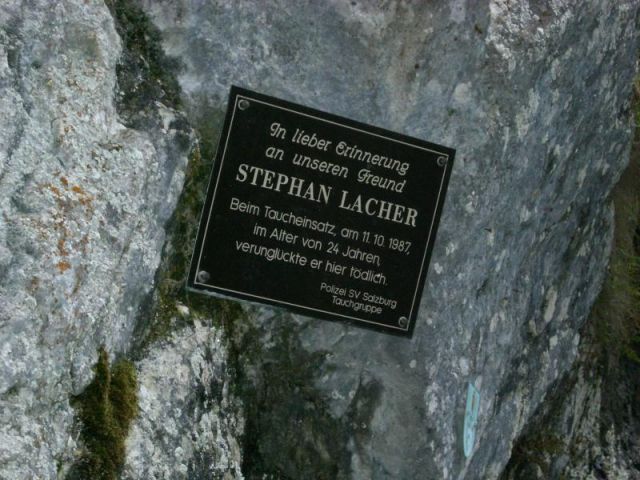 In lieber Erinnerung
an unseren Freund
STEPHAN LACHER
Beim Taucheinsatz, am 11. 10. 1987,
im Alter von 24 Jahren,
verunglückte er hier tödlich.
Polizei SV Salzburg
Tauchgruppe